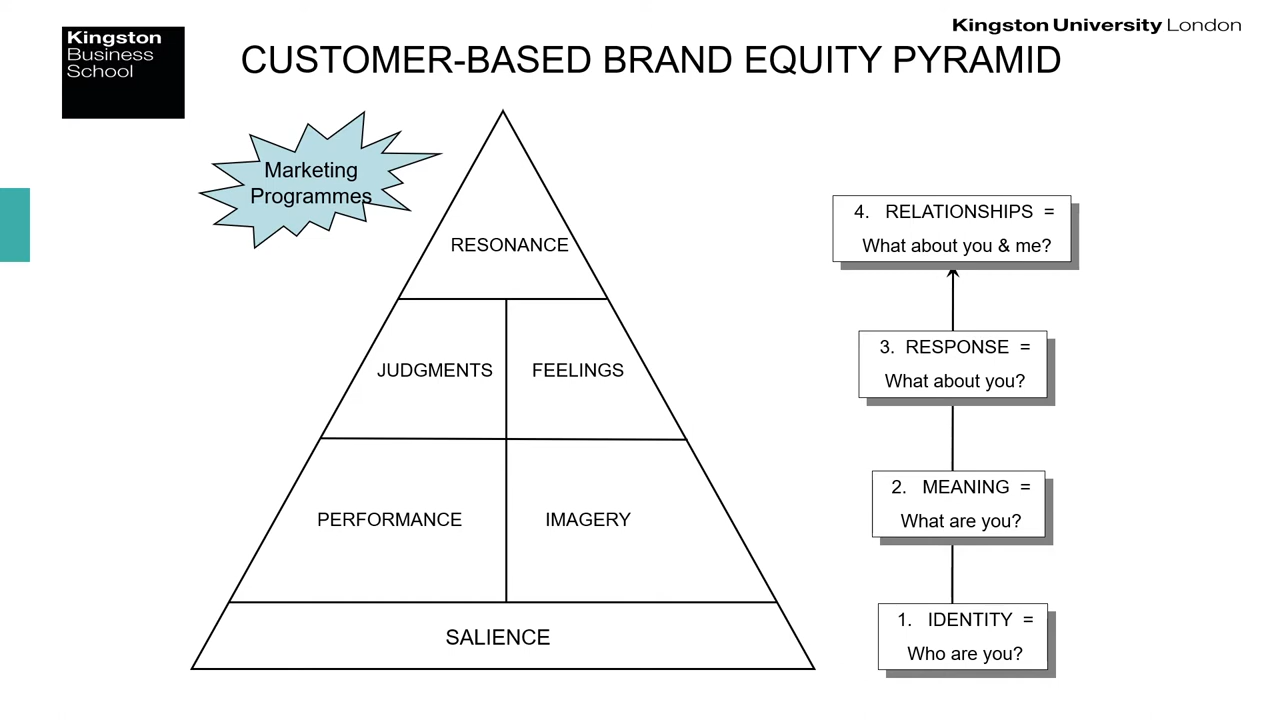 Kingston University London
Kingston
Business
School
CUSTOMER-BASED BRAND EQUITY PYRAMID
Marketing
Programmes
RESONANCE
JUDGMENTS
FEELINGS
PERFORMANCE
IMAGERY
SALIENCE
4. RELATIONSHIPS =
What about you & me?
3. RESPONSE =
What about you?
2. MEANING =
What are you?
1. IDENTITY =
Who are you?